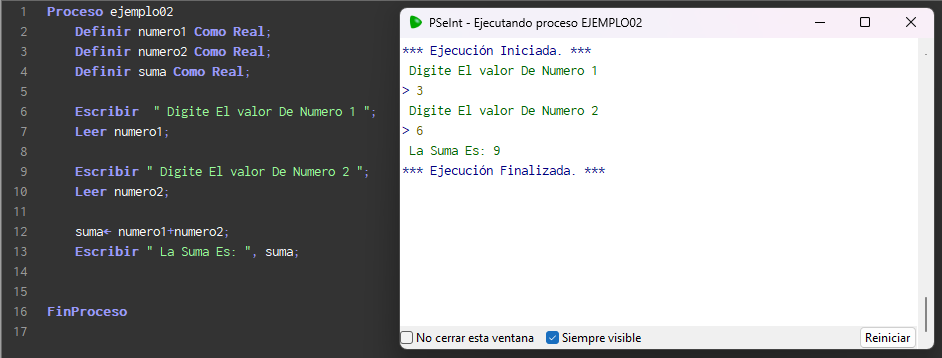 1 Proceso ejemplo02
2 Definir numero1 Como Real;
3 Definir numero2 Como Real;
4 Definir suma Como Real;
5
6 Escribir  " Digite El valor De Numero 1 ";
7 Leer numero1;
8
9 Escribir " Digite El valor De Numero 2 ";
10 Leer numero2;
11
12 suma← numero1+numero2;
13 Escribir " La Suma Es: ", suma;
14
15
16 FinProceso
17
PSeInt - Ejecutando proceso EJEMPLO02
*** Ejecución Iniciada. ***
Digite El valor De Numero 1
> 3
Digite El valor De Numero 2
> 6
La Suma Es: 9
*** Ejecución Finalizada. ***
No cerrar esta ventana Siempre visible Reiniciar